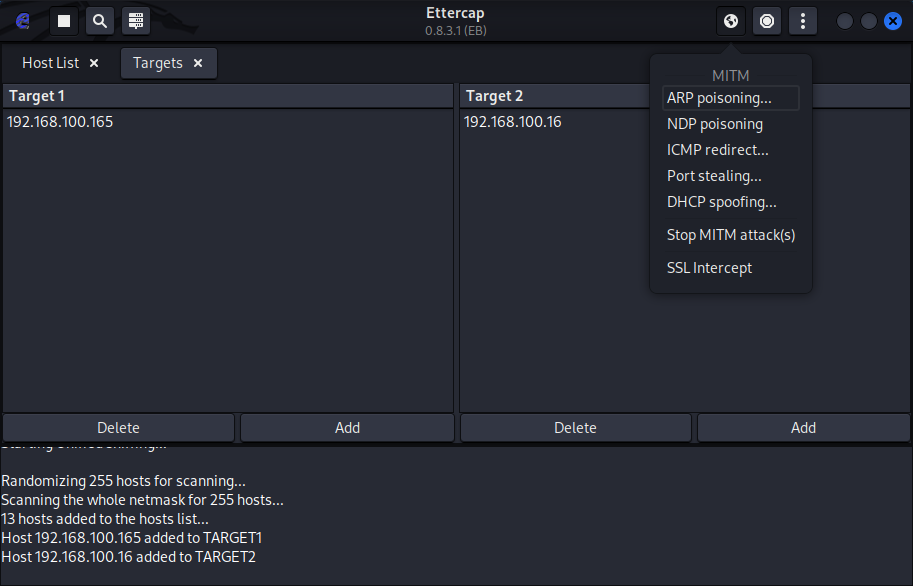 Ettercap
0.8.3.1 (EB)
Host List ×
Targets ×
MITM
ARP poisoning...
NDP poisoning
ICMP redirect...
Port stealing...
DHCP spoofing...
Stop MITM attack(s)
SSL Intercept
Target 1
Target 2
192.168.100.165
192.168.100.16
Delete
Add
Delete
Add
Randomizing 255 hosts for scanning...
Scanning the whole netmask for 255 hosts...
13 hosts added to the hosts list...
Host 192.168.100.165 added to TARGET1
Host 192.168.100.16 added to TARGET2